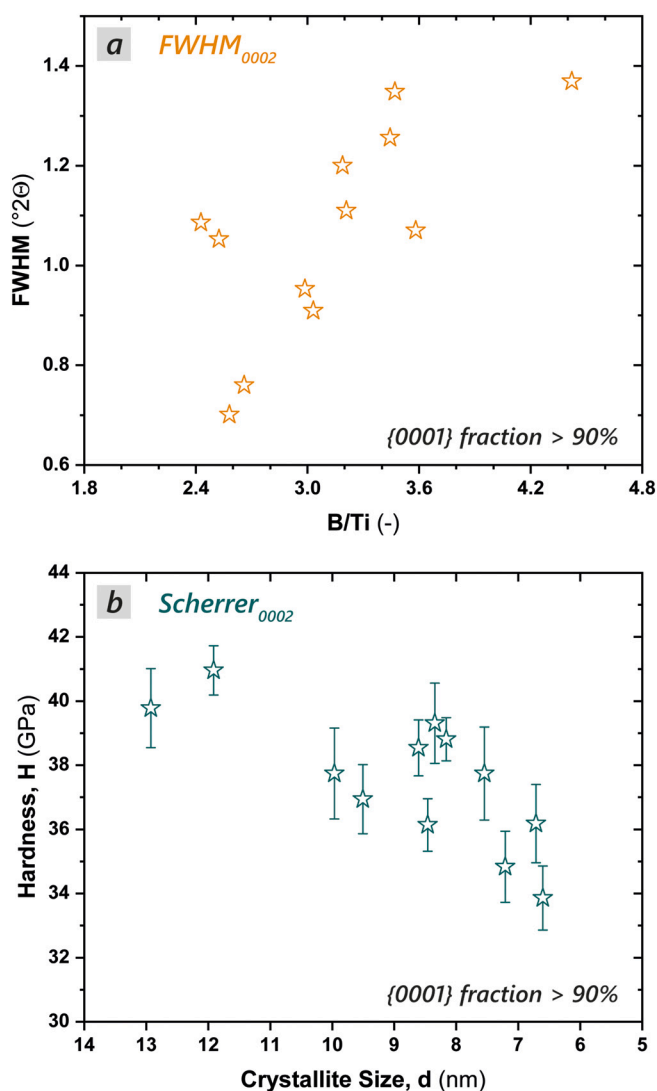 a FWHM0002
1.4
1.2
1.0
0.8
0.6
FWHM (°2Θ)
{0001} fraction > 90%
1.8 2.4 3.0 3.6 4.2 4.8
B/Ti (-)
b Scherrer0002
44
42
40
38
36
34
32
30
Hardness, H (GPa)
{0001} fraction > 90%
14 13 12 11 10 9 8 7 6 5
Crystallite Size, d (nm)